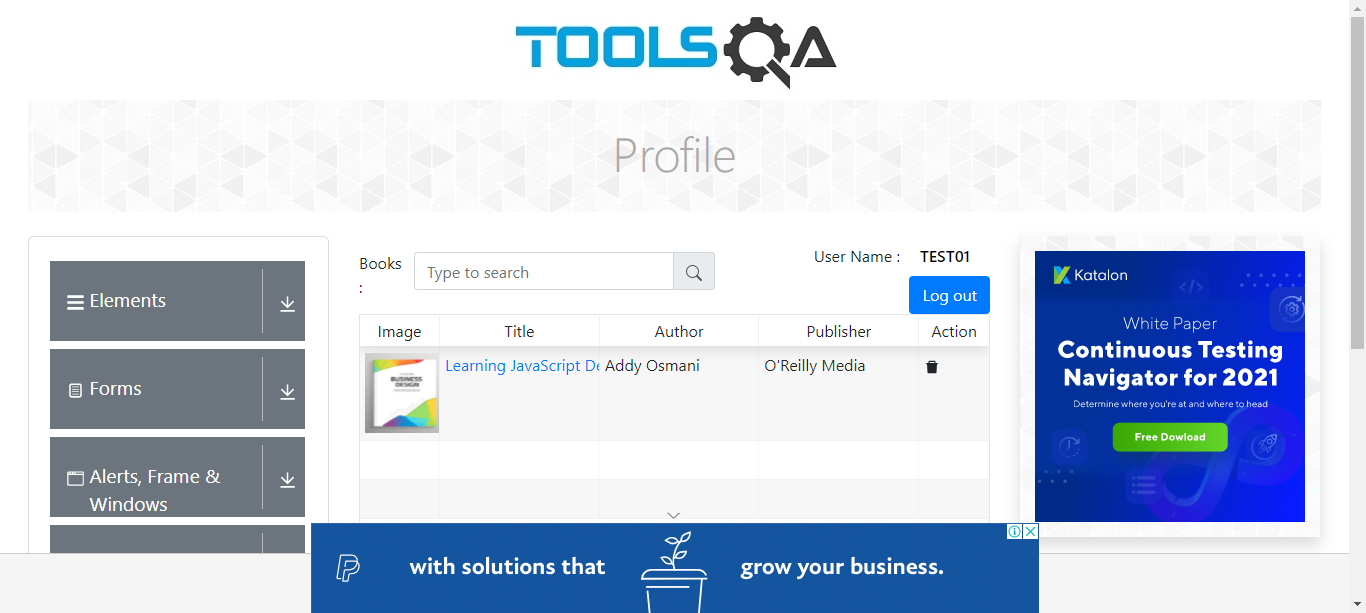 TOOLSQA
Profile
Elements
Forms
Alerts, Frame &
Windows
Books
:
Type to search
User Name :
TEST01
Log out
Image Title Author Publisher Action
BUSINESS
DESIGN
Learning JavaScript De Addy Osmani O'Reilly Media
Katalon
White Paper
Continuous Testing
Navigator for 2021
Determine where you're at and where to head
Free Dowload
with solutions that grow your business.